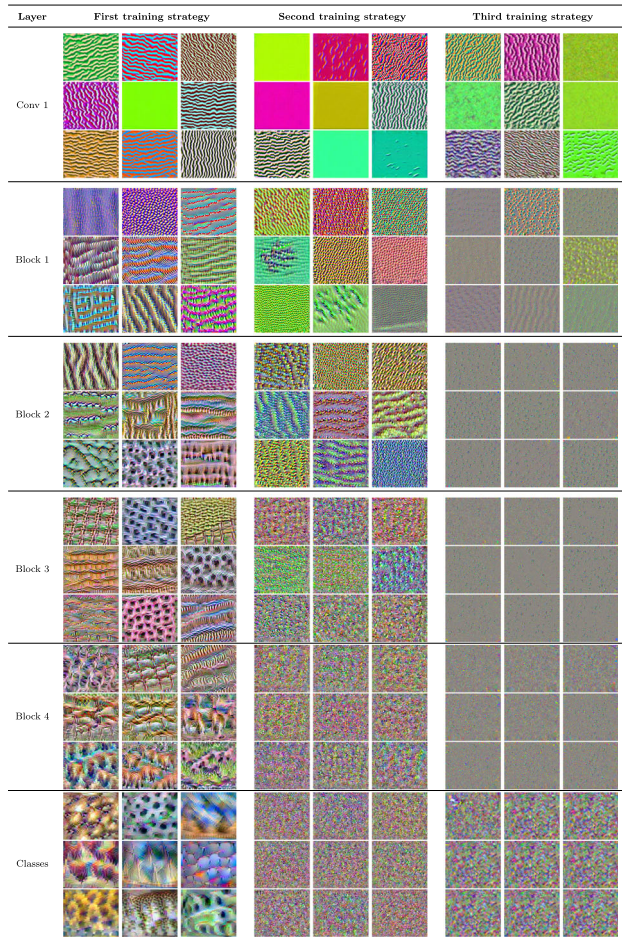 Layer First training strategy Second training strategy Third training strategy
Conv 1
Block 1
Block 2
Block 3
Block 4
Classes